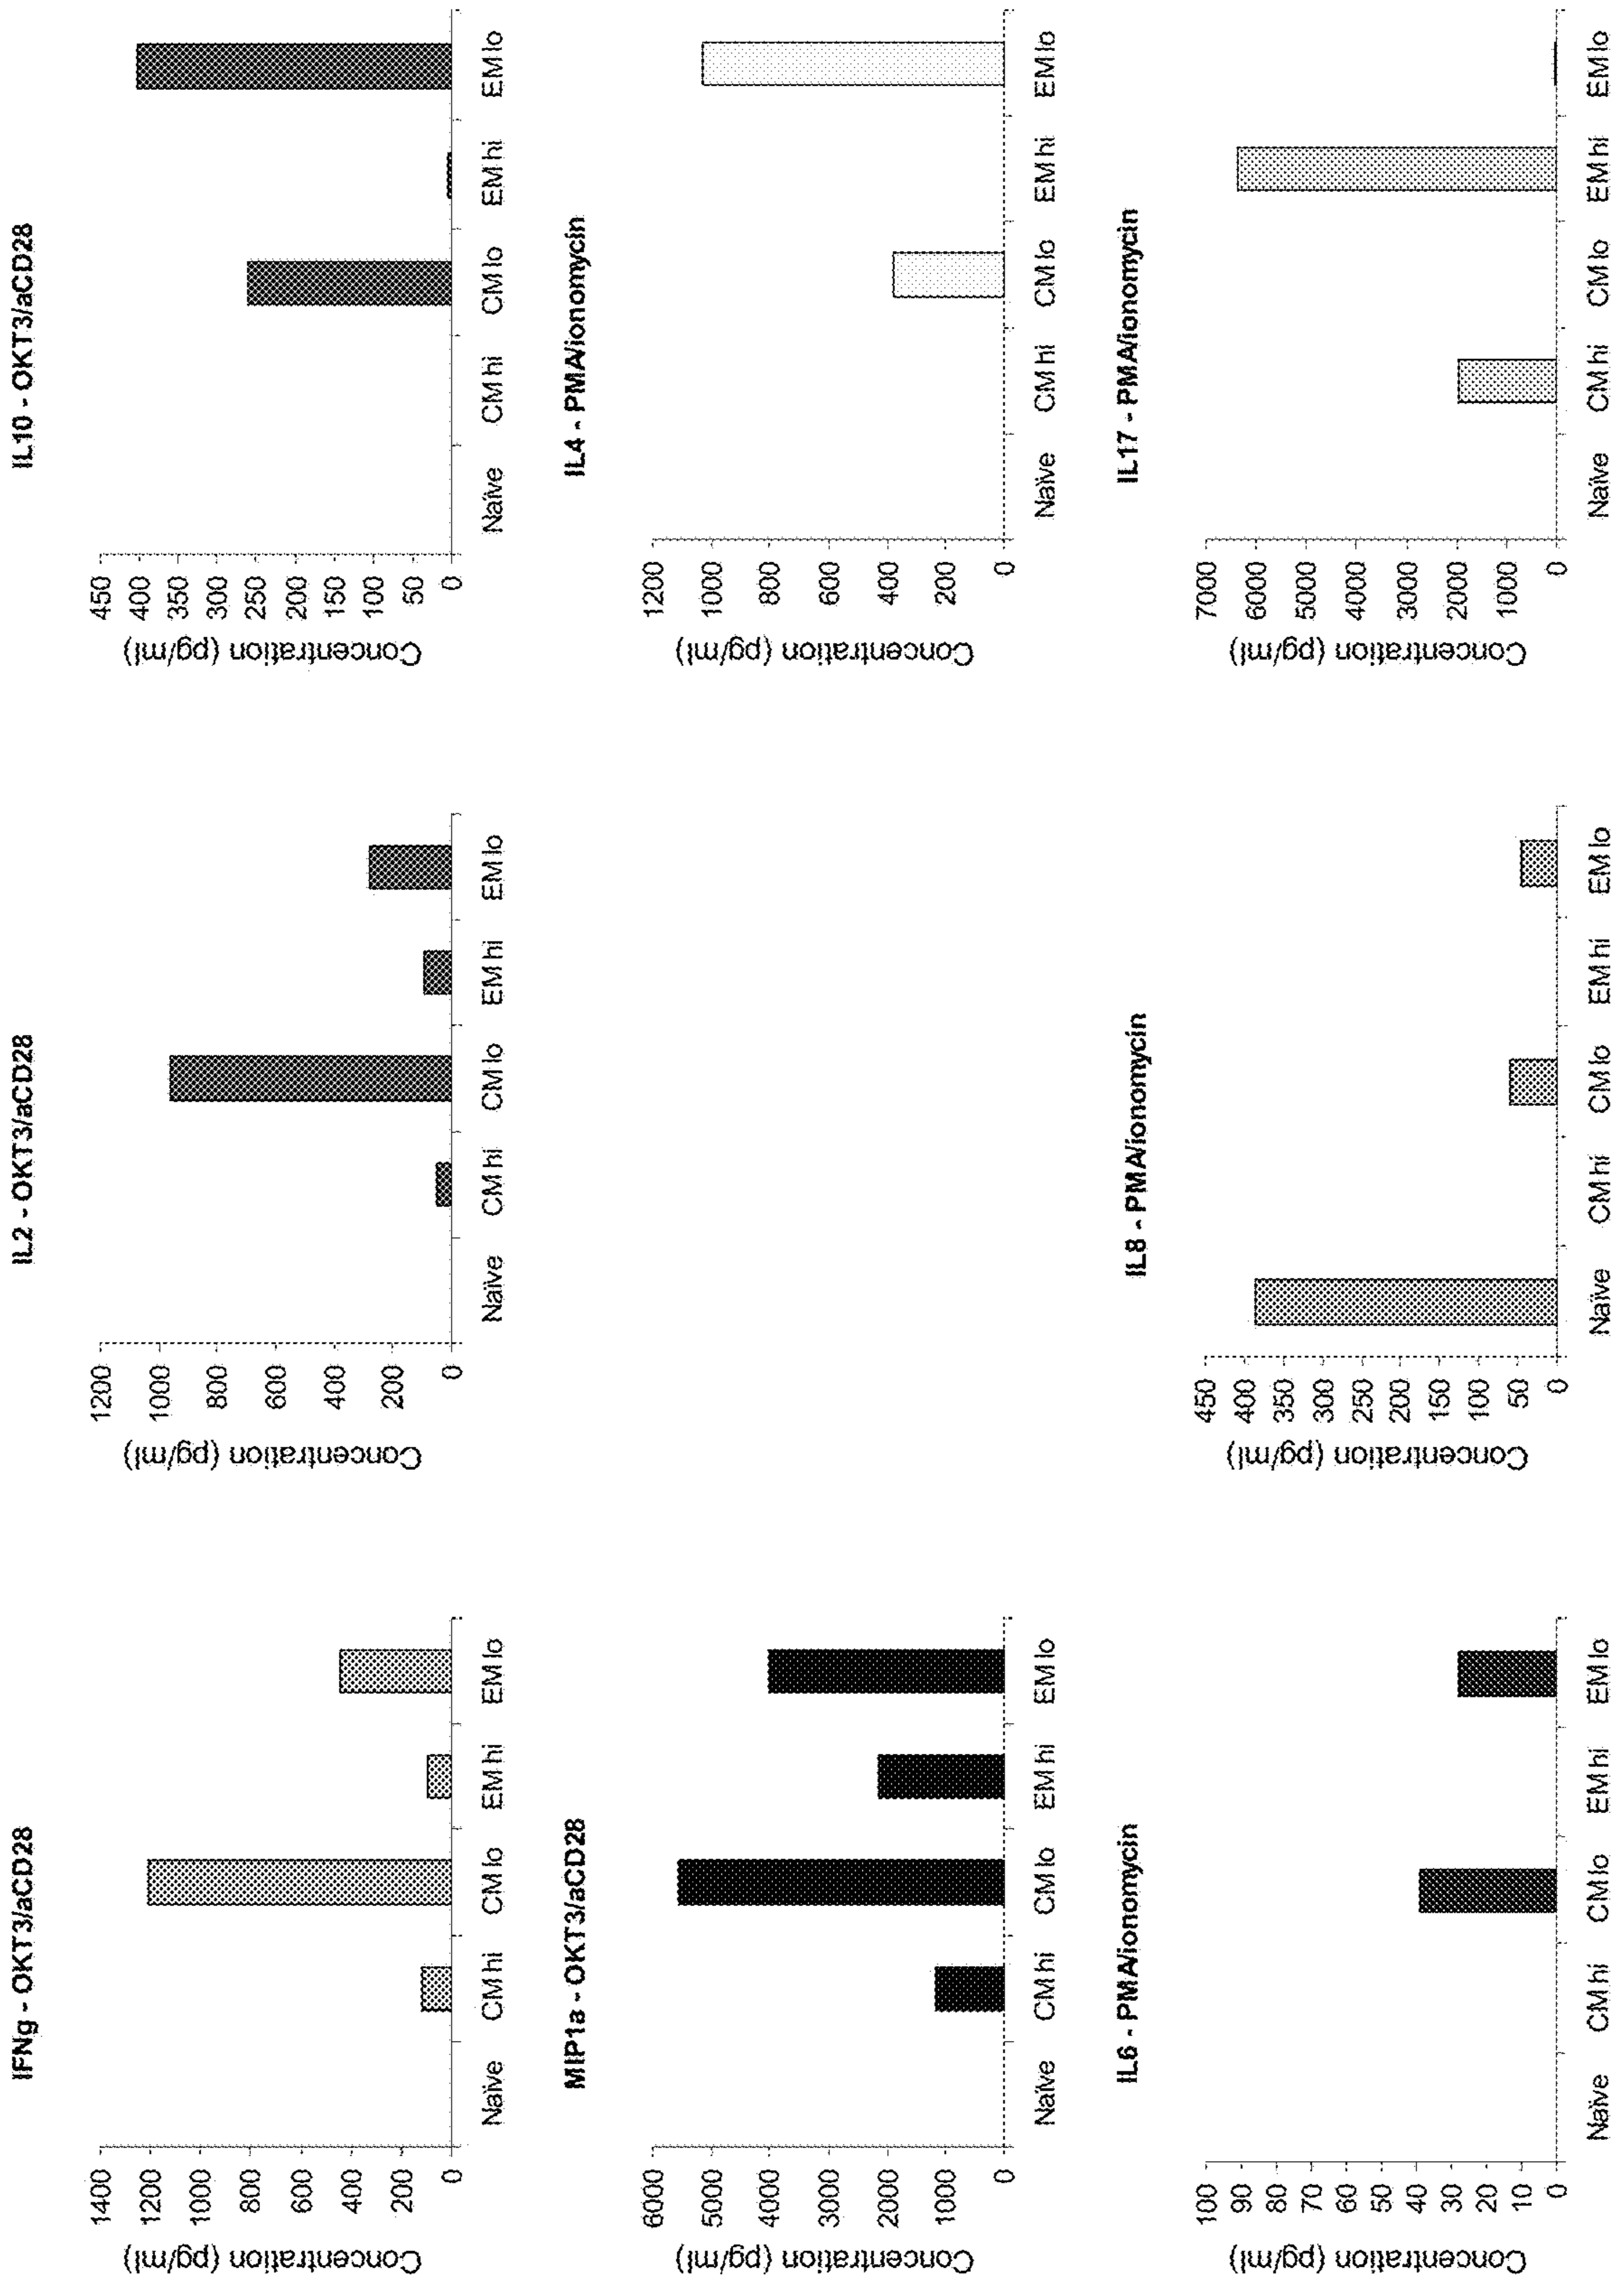 IFNg - OKT3/aCD28
Concentration (pg/ml)
1400
1200
1000
800
600
400
200
0
Naïve CM hi CM lo EM hi EM lo
IL2 - OKT3/aCD28
Concentration (pg/ml)
1200
1000
800
600
400
200
0
Naïve CM hi CM lo EM hi EM lo
IL10 - OKT3/aCD28
Concentration (pg/ml)
450
400
350
300
250
200
150
100
50
0
Naïve CM hi CM lo EM hi EM lo
MIP1a - OKT3/aCD28
Concentration (pg/ml)
6000
5000
4000
3000
2000
1000
0
Naïve CM hi CM lo EM hi EM lo
IL4 - PMA/ionomycin
Concentration (pg/ml)
1200
1000
800
600
400
200
0
Naïve CM hi CM lo EM hi EM lo
IL6 - PMA/ionomycin
Concentration (pg/ml)
100
90
80
70
60
50
40
30
20
10
0
Naïve CM hi CM lo EM hi EM lo
IL8 - PMA/ionomycin
Concentration (pg/ml)
450
400
350
300
250
200
150
100
50
0
Naïve CM hi CM lo EM hi EM lo
IL17 - PMA/ionomycin
Concentration (pg/ml)
7000
6000
5000
4000
3000
2000
1000
0
Naïve CM hi CM lo EM hi EM lo